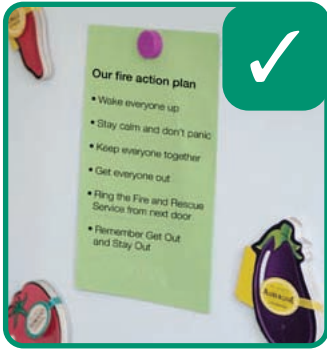 Our fire action plan
• Wake everyone up
• Stay calm and don't panic
• Keep everyone together
• Get everyone out
• Ring the Fire and Rescue
Service from next door
• Remember Get Out
and Stay Out